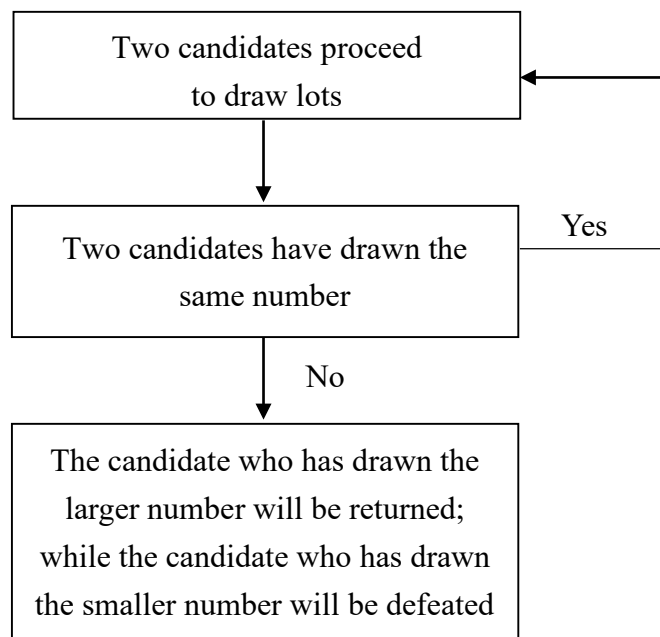 Two candidates proceed
to draw lots
Yes
Two candidates have drawn the
same number
No
The candidate who has drawn the
larger number will be returned;
while the candidate who has drawn
the smaller number will be defeated